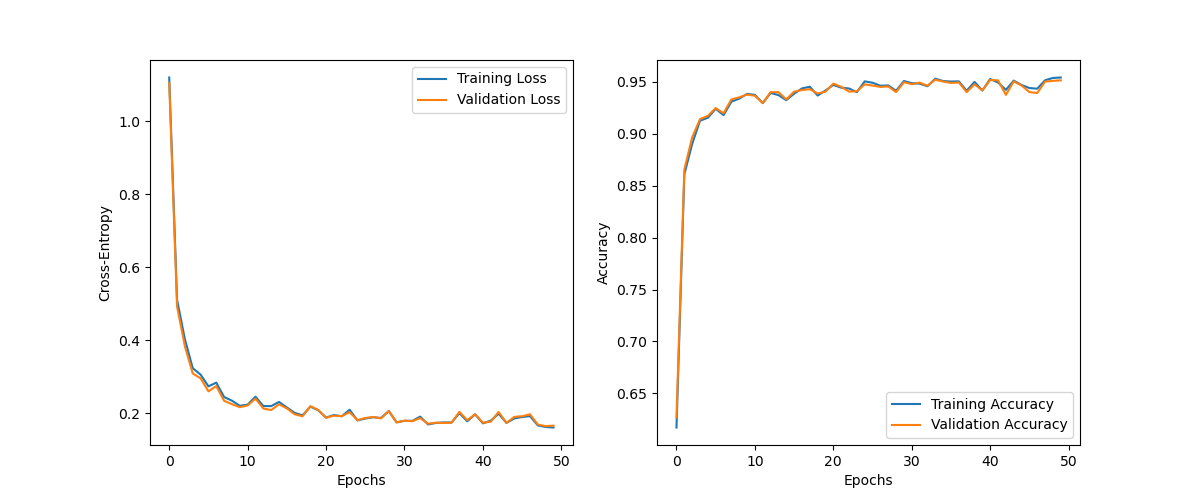 Training Loss
Validation Loss
1.0
0.8
0.6
0.4
0.2
Cross-Entropy
0 10 20 30 40 50
Epochs
0.95
0.90
0.85
0.80
0.75
0.70
0.65
Accuracy
Training Accuracy
Validation Accuracy
0 10 20 30 40 50
Epochs